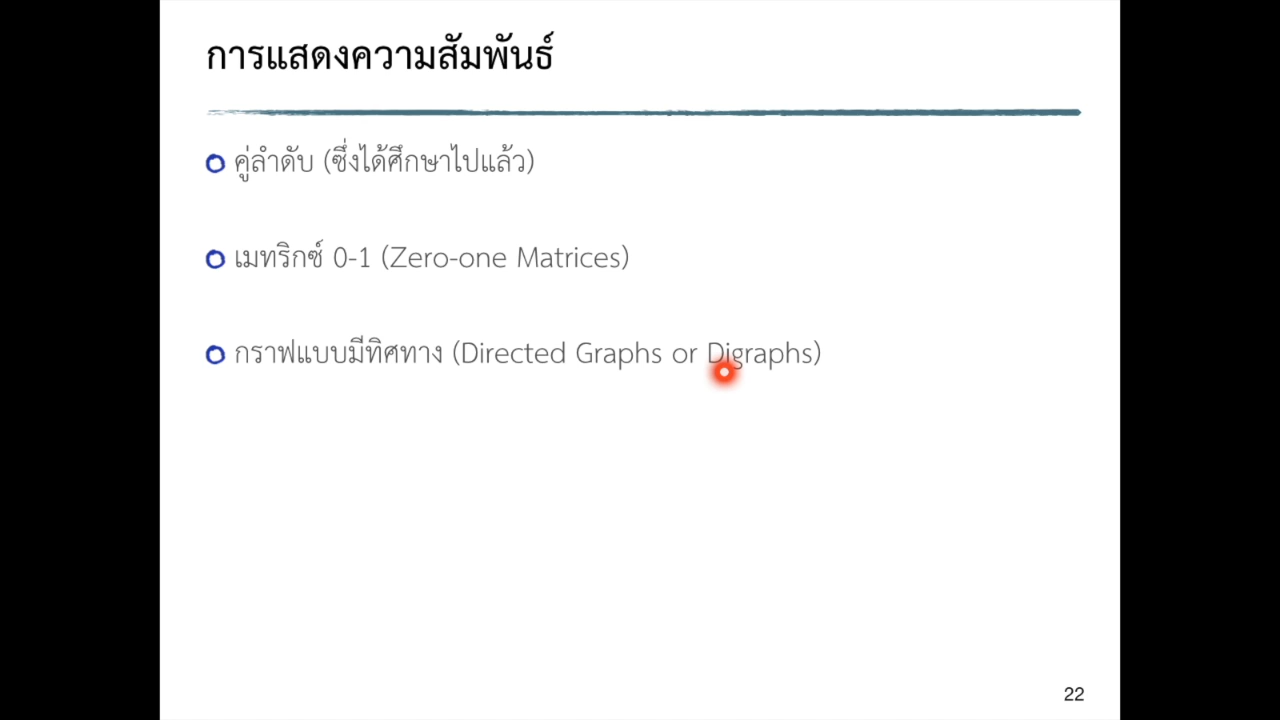 การแสดงความสัมพันธ์
คู่ลำดับ (ซึ่งได้ศึกษาไปแล้ว)
เมทริกซ์ 0-1 (Zero-one Matrices)
กราฟแบบมีทิศทาง (Directed Graphs or Digraphs)
22